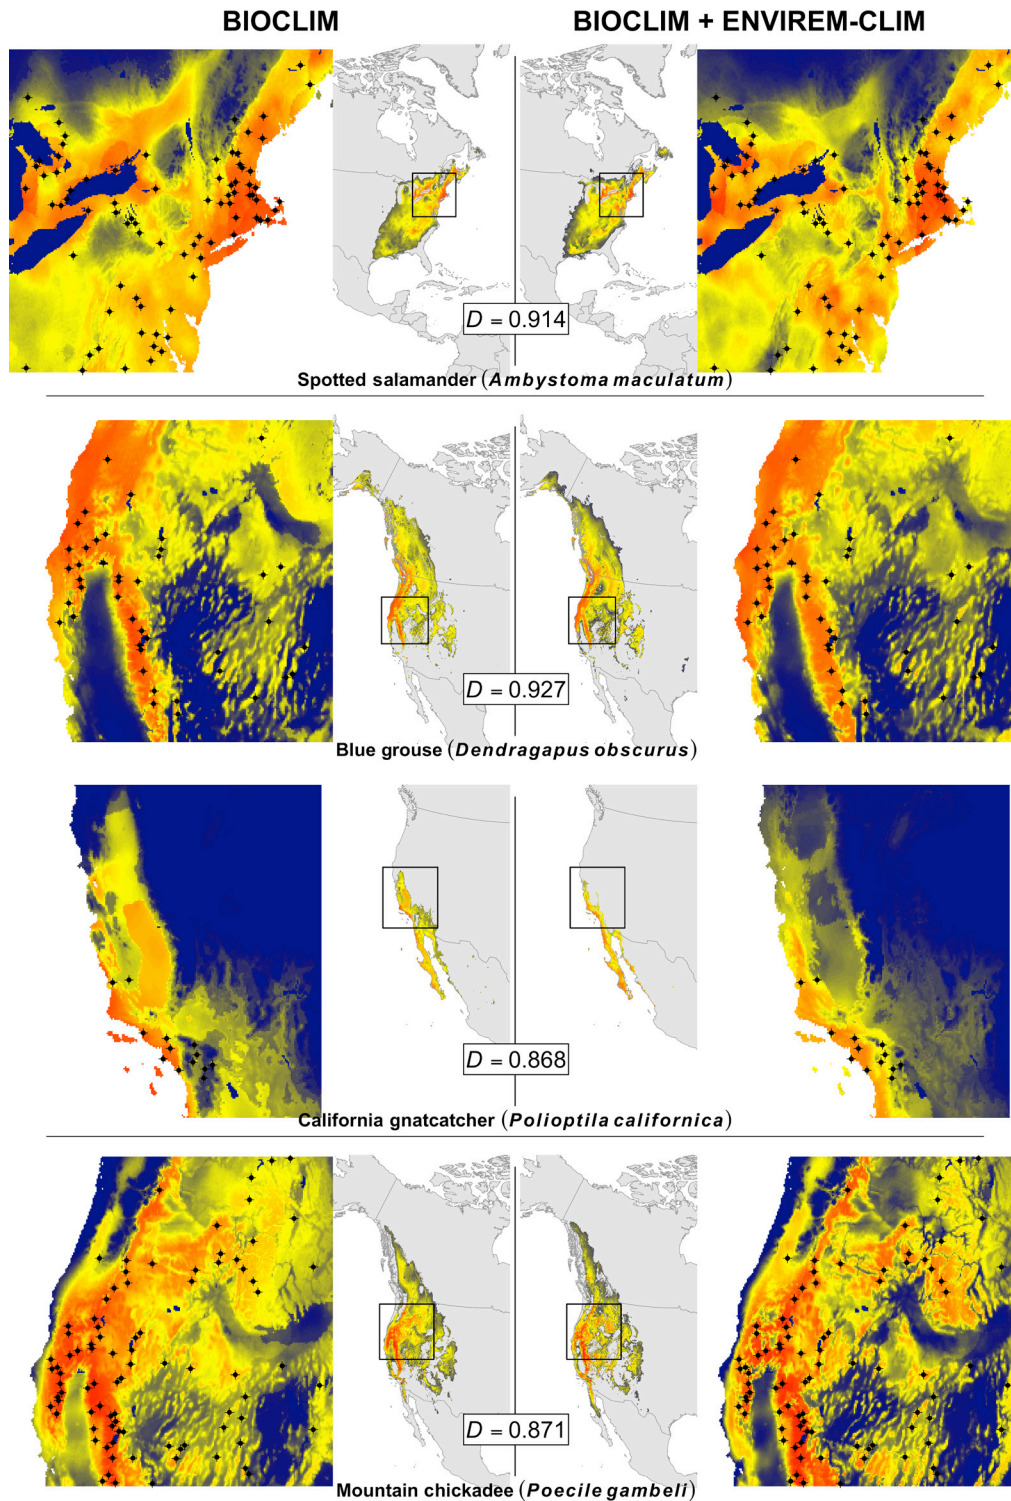 BIOCLIM
BIOCLIM + ENVIREM-CLIM
D = 0.914
Spotted salamander (Ambystoma maculatum)
D = 0.927
Blue grouse (Dendragapus obscurus)
D = 0.868
California gnatcatcher (Polioptila californica)
D = 0.871
Mountain chickadee (Poecile gambeli)